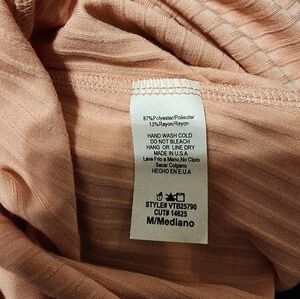 87%Polyester/Poliester
13%Rayon/Rayon
HAND WASH COLD
DO NOT BLEACH
HANG OR LINE DRY
MADE IN U.S.A
Lave Frio a Mano,No Cloro
Secar Colgano
HECHO EN E.U.A
STYLE# VTB25790
CUT# 14625
M/Mediano